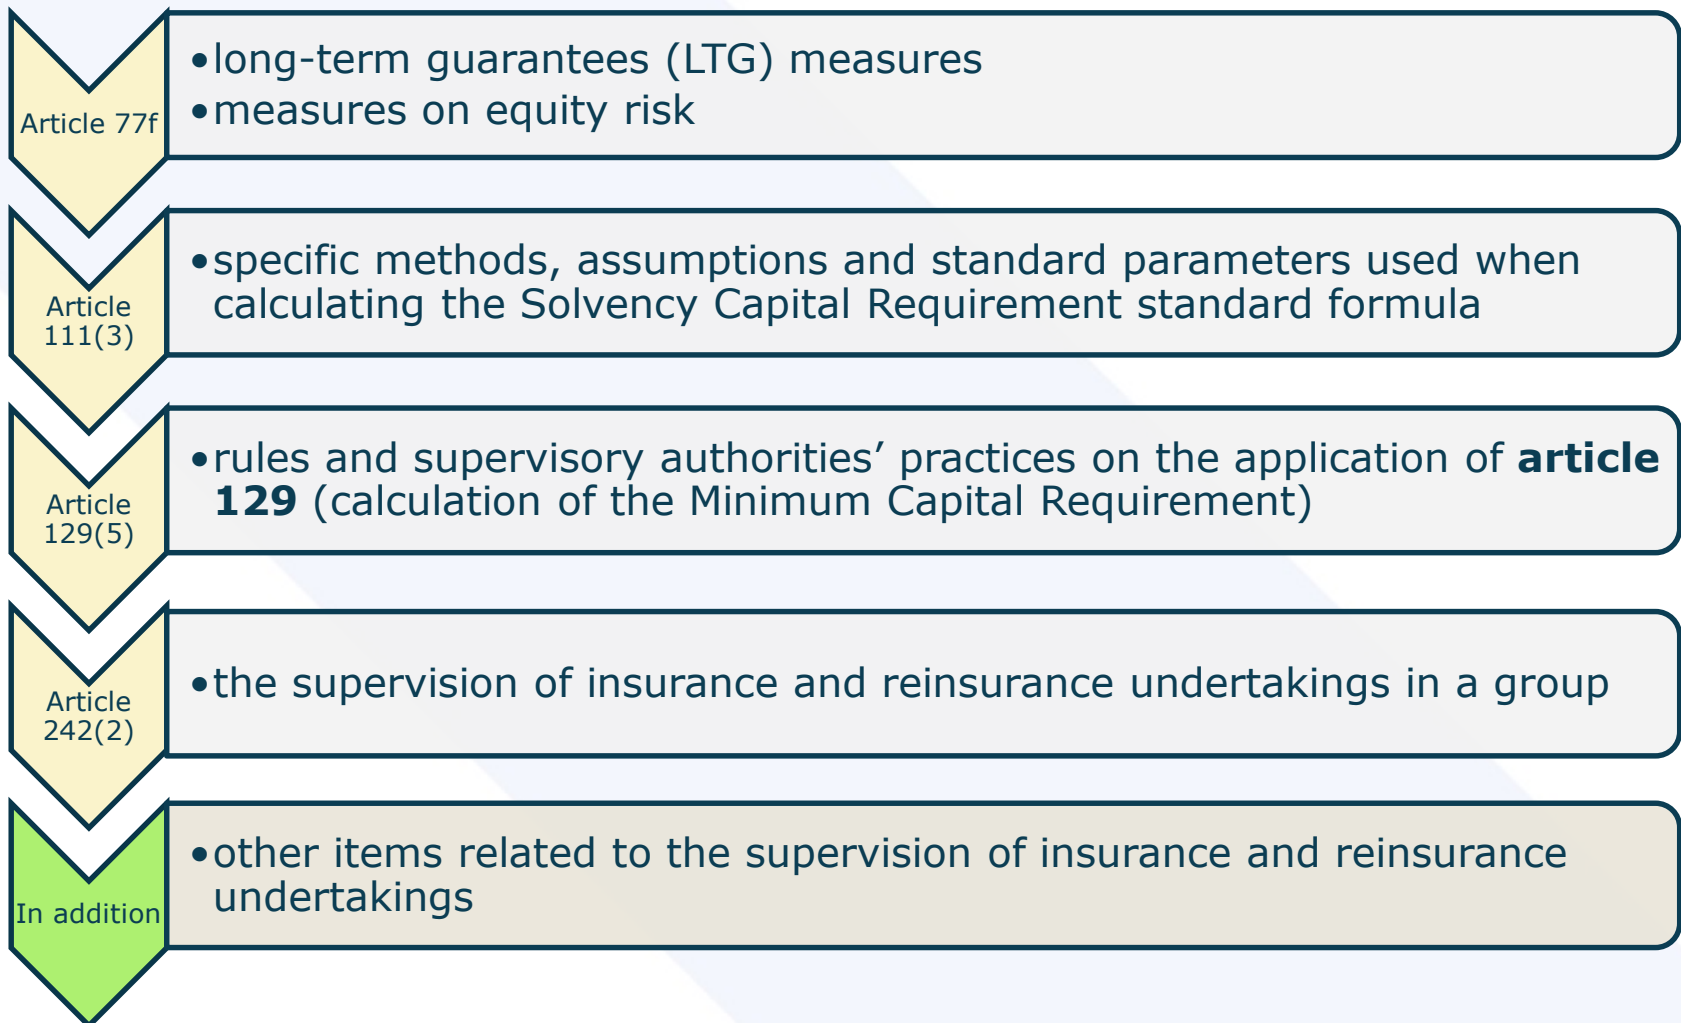 Article 77f
•long-term guarantees (LTG) measures
•measures on equity risk
Article
111(3)
•specific methods, assumptions and standard parameters used when
calculating the Solvency Capital Requirement standard formula
Article
129(5)
•rules and supervisory authorities’ practices on the application of article
129 (calculation of the Minimum Capital Requirement)
Article
242(2)
•the supervision of insurance and reinsurance undertakings in a group
In addition
•other items related to the supervision of insurance and reinsurance
undertakings